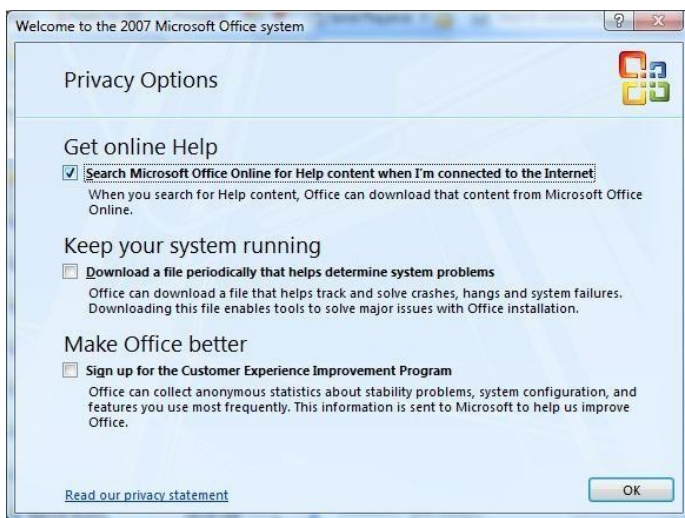 Welcome to the 2007 Microsoft Office system
Privacy Options
Get online Help
Search Microsoft Office Online for Help content when I'm connected to the Internet
When you search for Help content, Office can download that content from Microsoft Office
Online.
Keep your system running
Download a file periodically that helps determine system problems
Office can download a file that helps track and solve crashes, hangs and system failures.
Downloading this file enables tools to solve major issues with Office installation.
Make Office better
Sign up for the Customer Experience Improvement Program
Office can collect anonymous statistics about stability problems, system configuration, and
features you use most frequently. This information is sent to Microsoft to help us improve
Office.
Read our privacy statement
OK